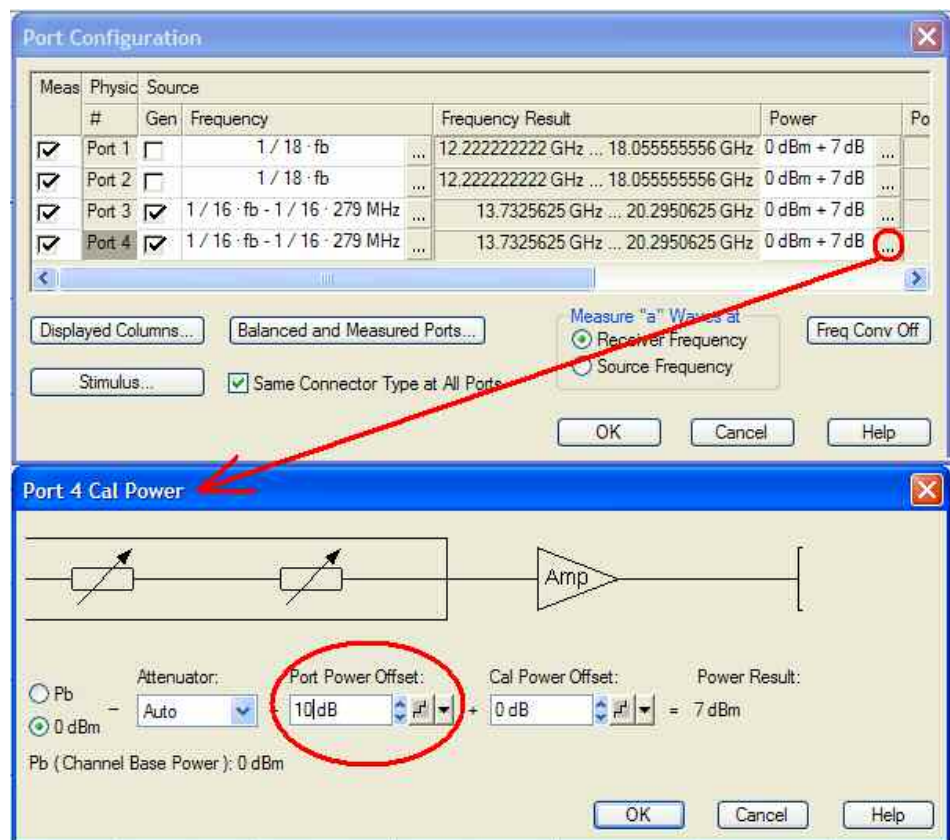 Port Configuration
Meas Physic Source
# Gen Frequency Frequency Result Power Po
Port 1 1 / 18 · fb ... 12.222222222 GHz ... 18.055555556 GHz 0 dBm + 7 dB ...
Port 2 1 / 18 · fb ... 12.222222222 GHz ... 18.055555556 GHz 0 dBm + 7 dB ...
Port 3 1 / 16 · fb - 1 / 16 · 279 MHz ... 13.7325625 GHz ... 20.2950625 GHz 0 dBm + 7 dB ...
Port 4 1 / 16 · fb - 1 / 16 · 279 MHz ... 13.7325625 GHz ... 20.2950625 GHz 0 dBm + 7 dB ...
Displayed Columns... Balanced and Measured Ports... Measure "a" Waves at Freq Conv Off
Receiver Frequency
Stimulus... Same Connector Type at All Ports Source Frequency
OK Cancel Help
Port 4 Cal Power
Amp
Attenuator: Port Power Offset: Cal Power Offset: Power Result:
Pb
– Auto 10 dB + 0 dB = 7 dBm
0 dBm
Pb ( Channel Base Power ): 0 dBm
OK Cancel Help